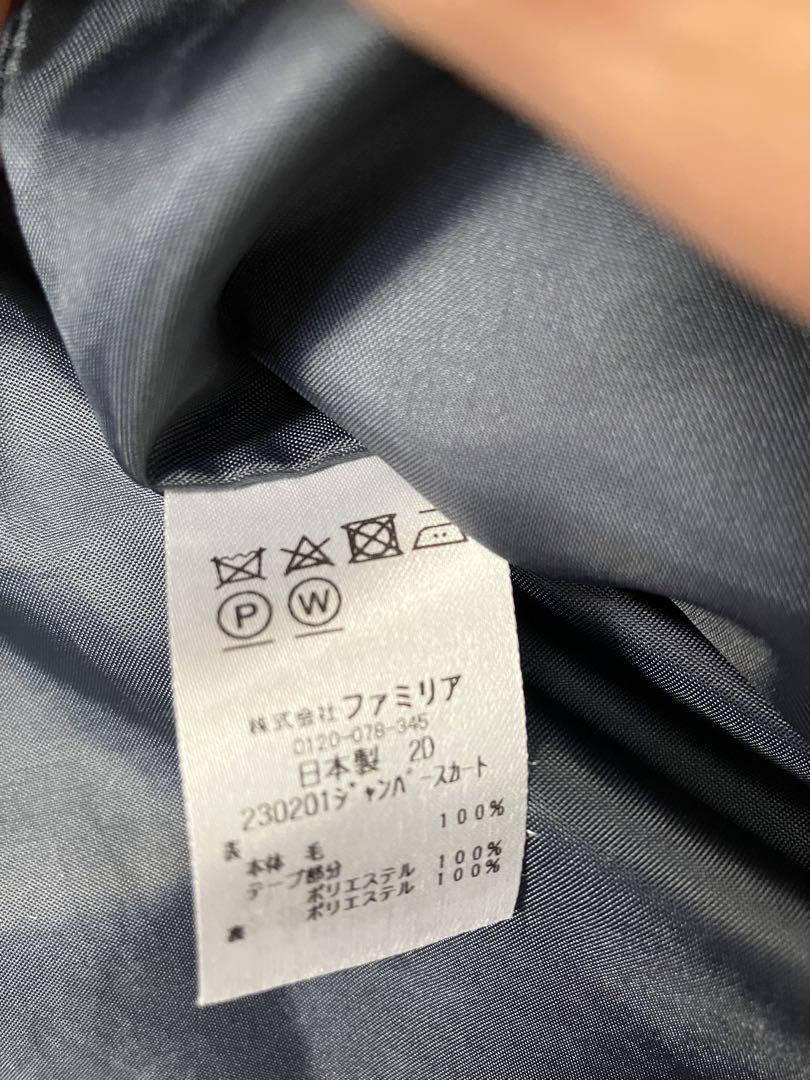 P W
株式会社ファミリア
0120-078-345
日本製 2D
230201ジャンパースカート
表
本体 毛 100%
テープ部分
ポリエステル 100%
ポリエステル 100%
裏